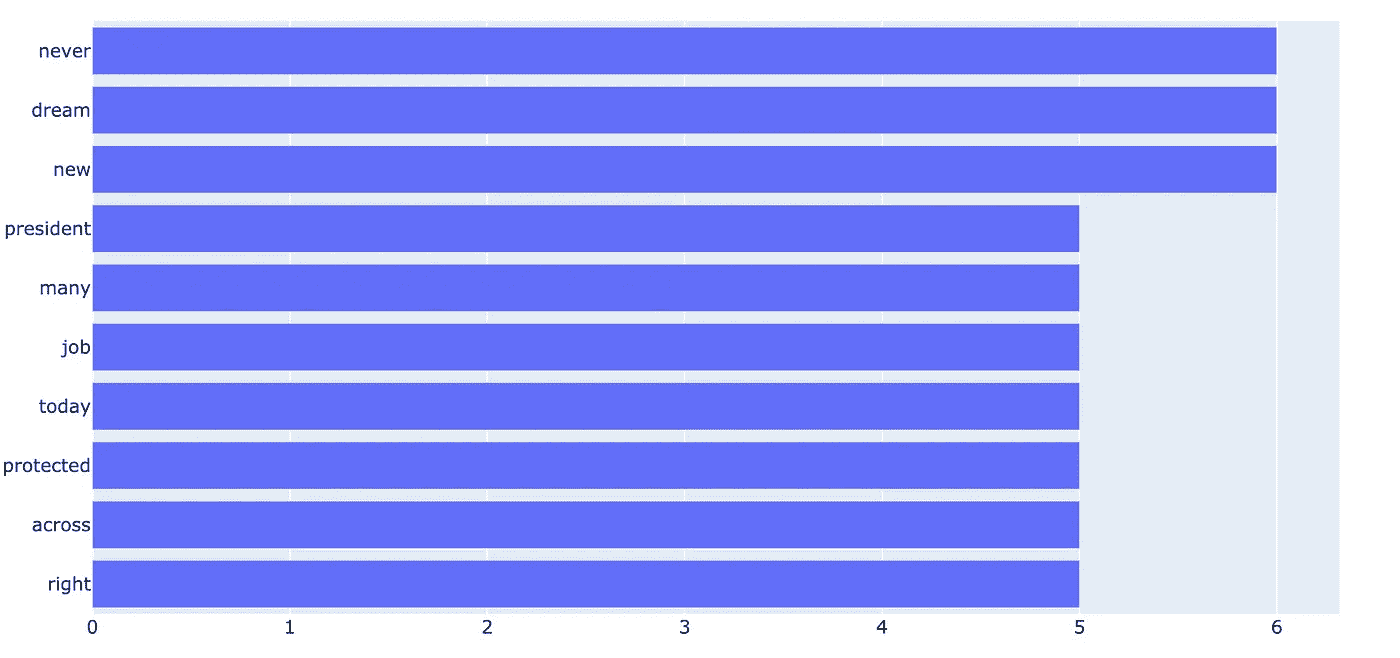 never
dream
new
president
many
job
today
protected
across
right
0 1 2 3 4 5 6